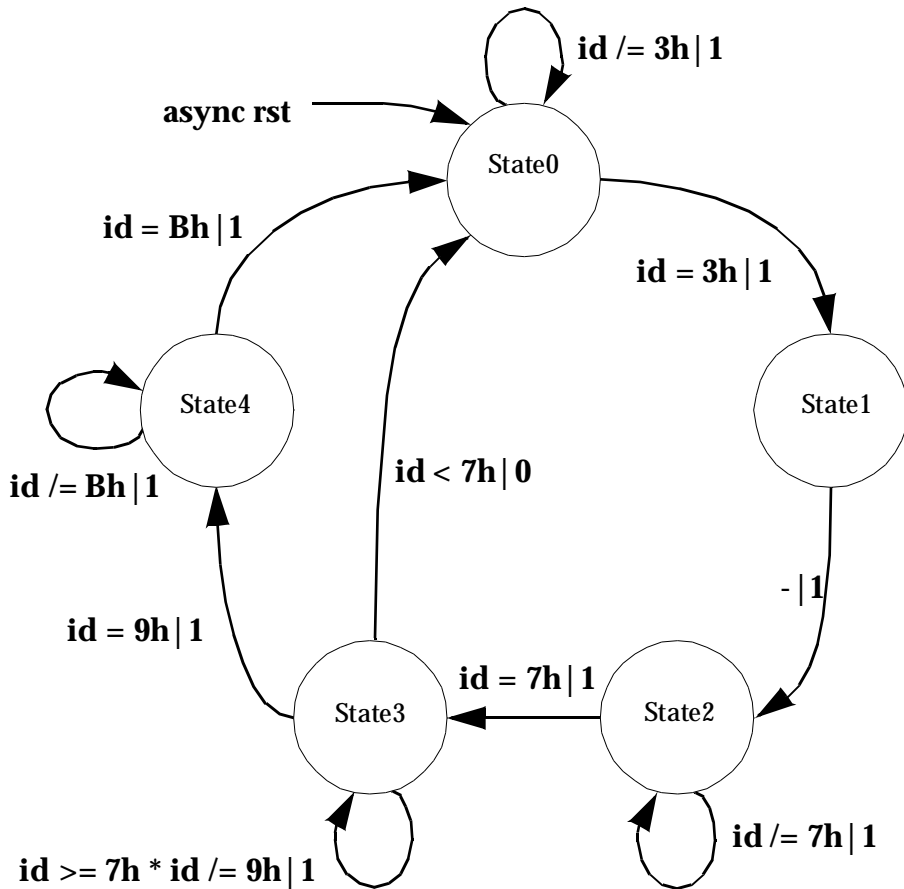 id /= 3h|1
async rst
State0
id = Bh|1
id = 3h|1
State4
State1
id < 7h|0
id /= Bh|1
-|1
id = 9h|1
id = 7h|1
State3
State2
id /= 7h|1
id >= 7h * id /= 9h|1